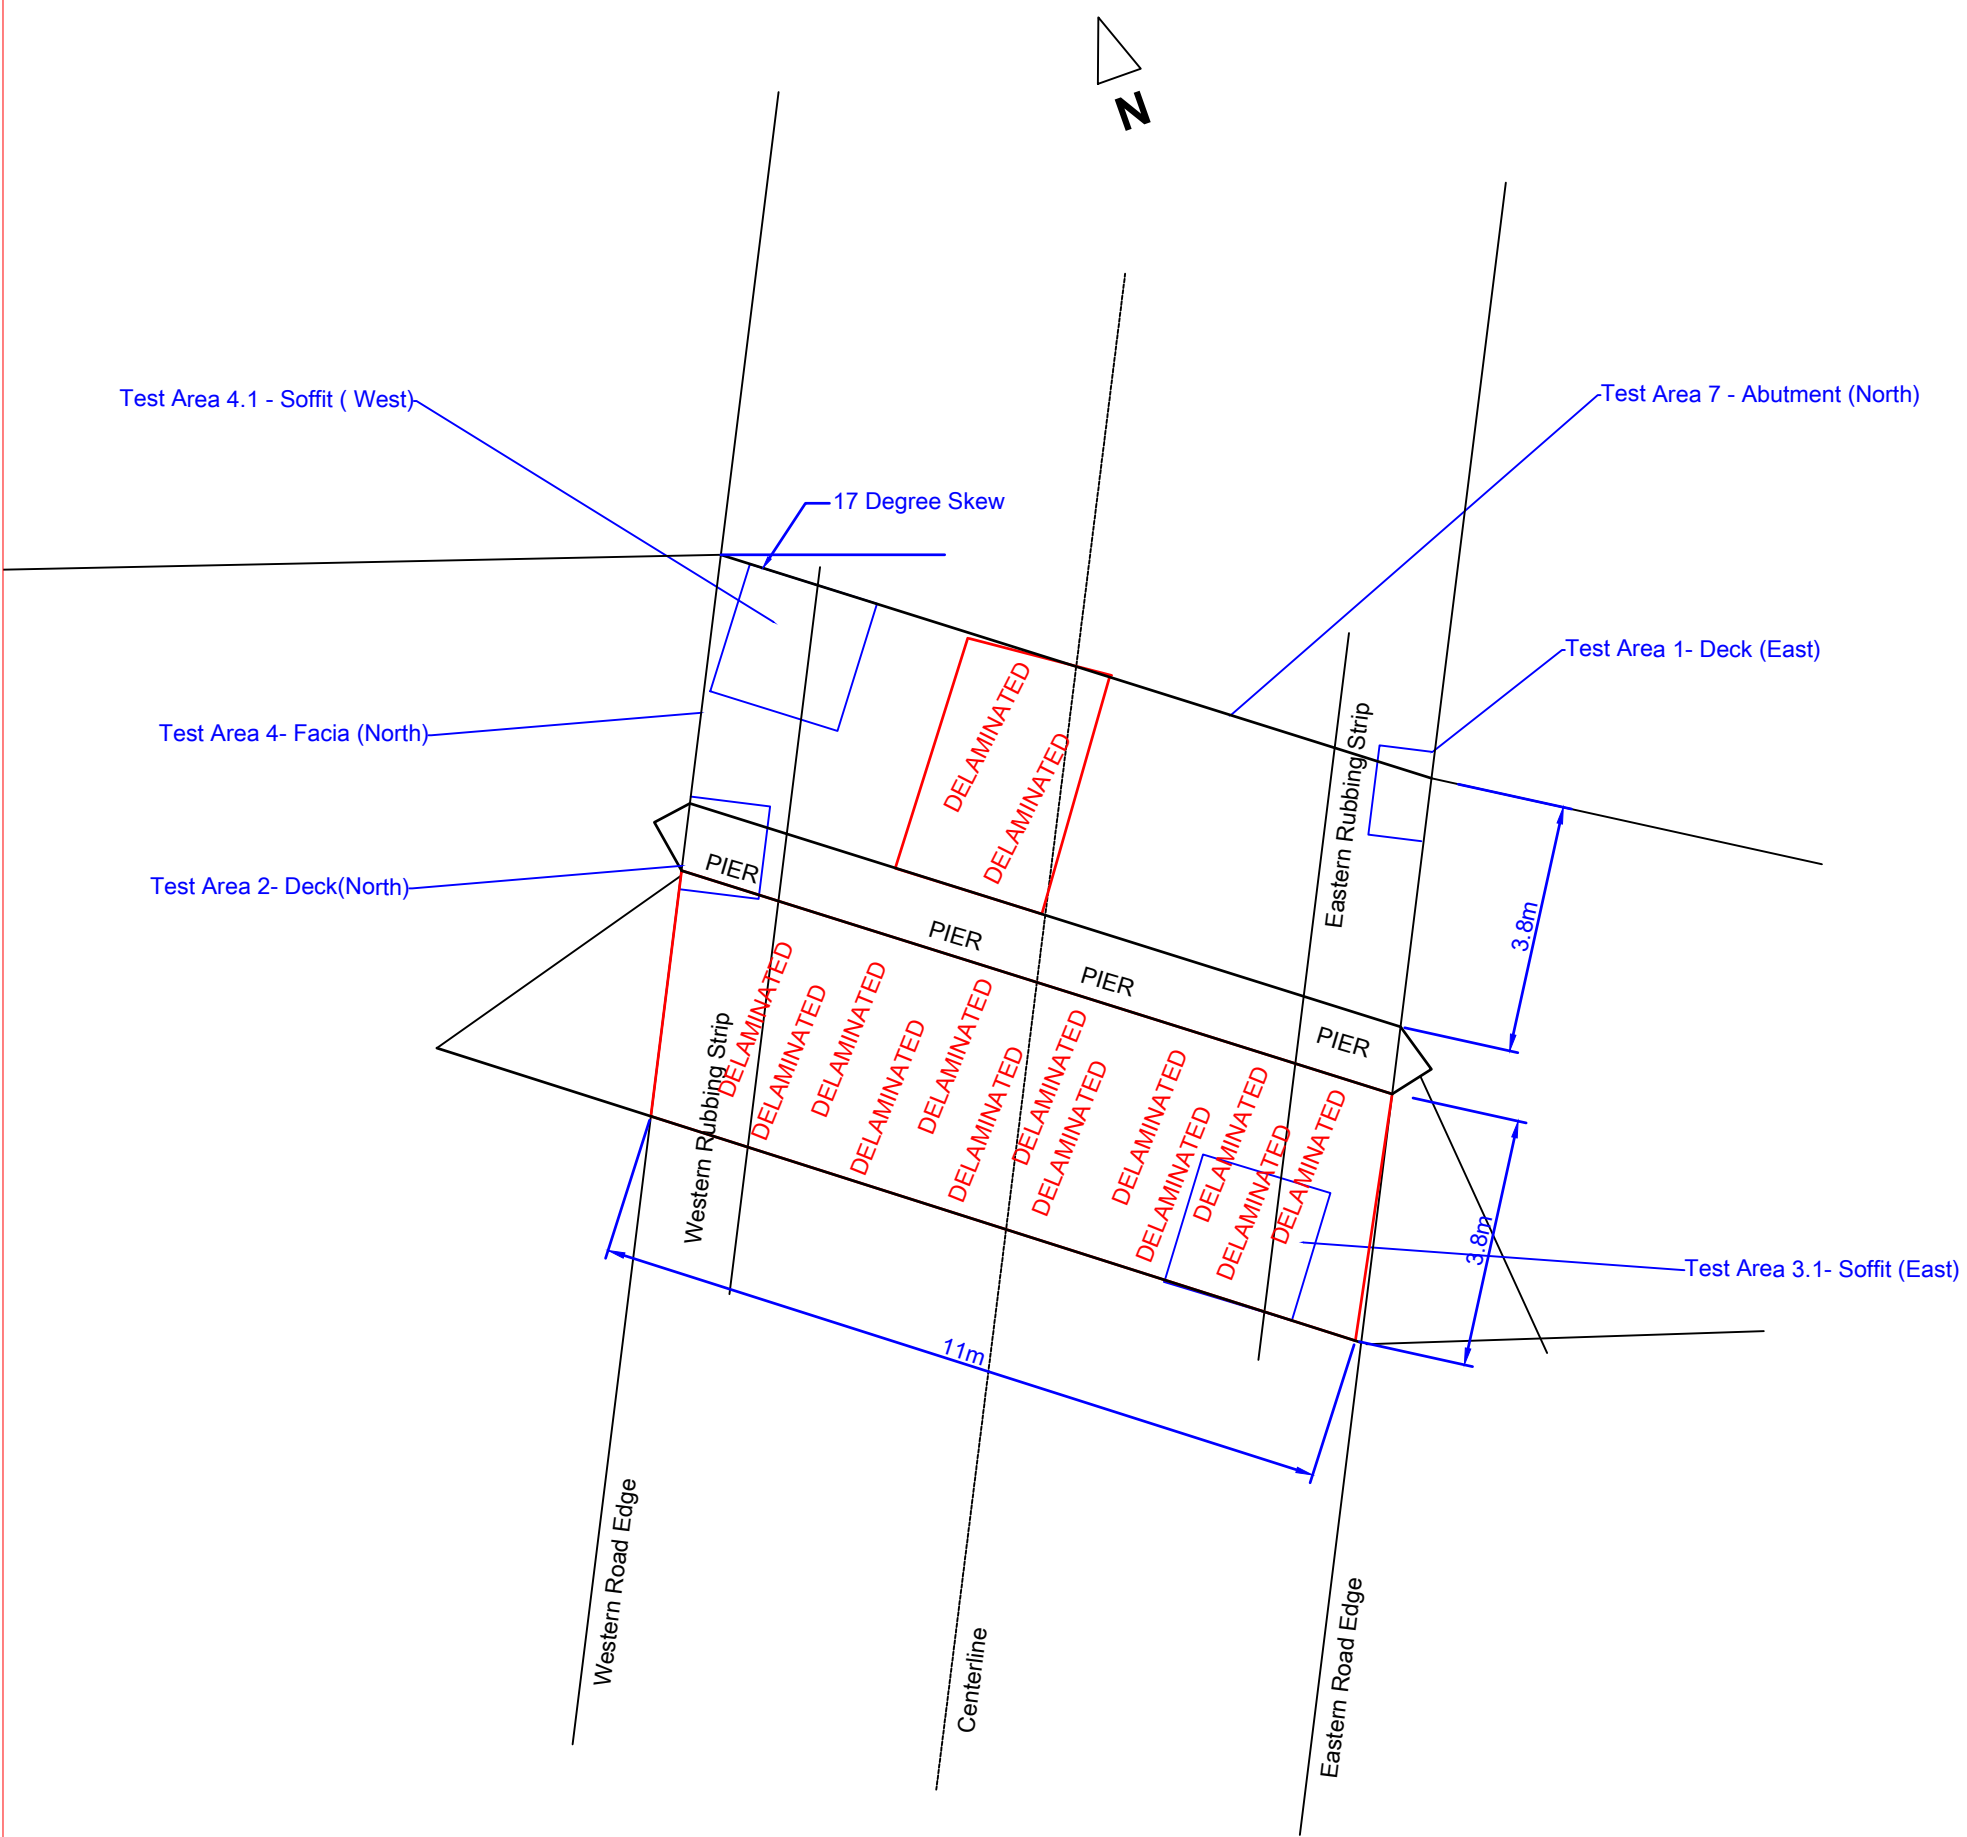 N
Test Area 4.1 - Soffit ( West)
Test Area 7 - Abutment (North)
17 Degree Skew
Test Area 1- Deck (East)
Test Area 4- Facia (North)
DELAMINATED
DELAMINATED
Eastern Rubbing Strip
Test Area 2- Deck(North)
PIER
PIER
PIER
PIER
3.8m
DELAMINATED
DELAMINATED
DELAMINATED
DELAMINATED
DELAMINATED
DELAMINATED
DELAMINATED
DELAMINATED
DELAMINATED
DELAMINATED
DELAMINATED
DELAMINATED
DELAMINATED
Western Rubbing Strip
3.8m
Test Area 3.1- Soffit (East)
11m
Western Road Edge
Centerline
Eastern Road Edge